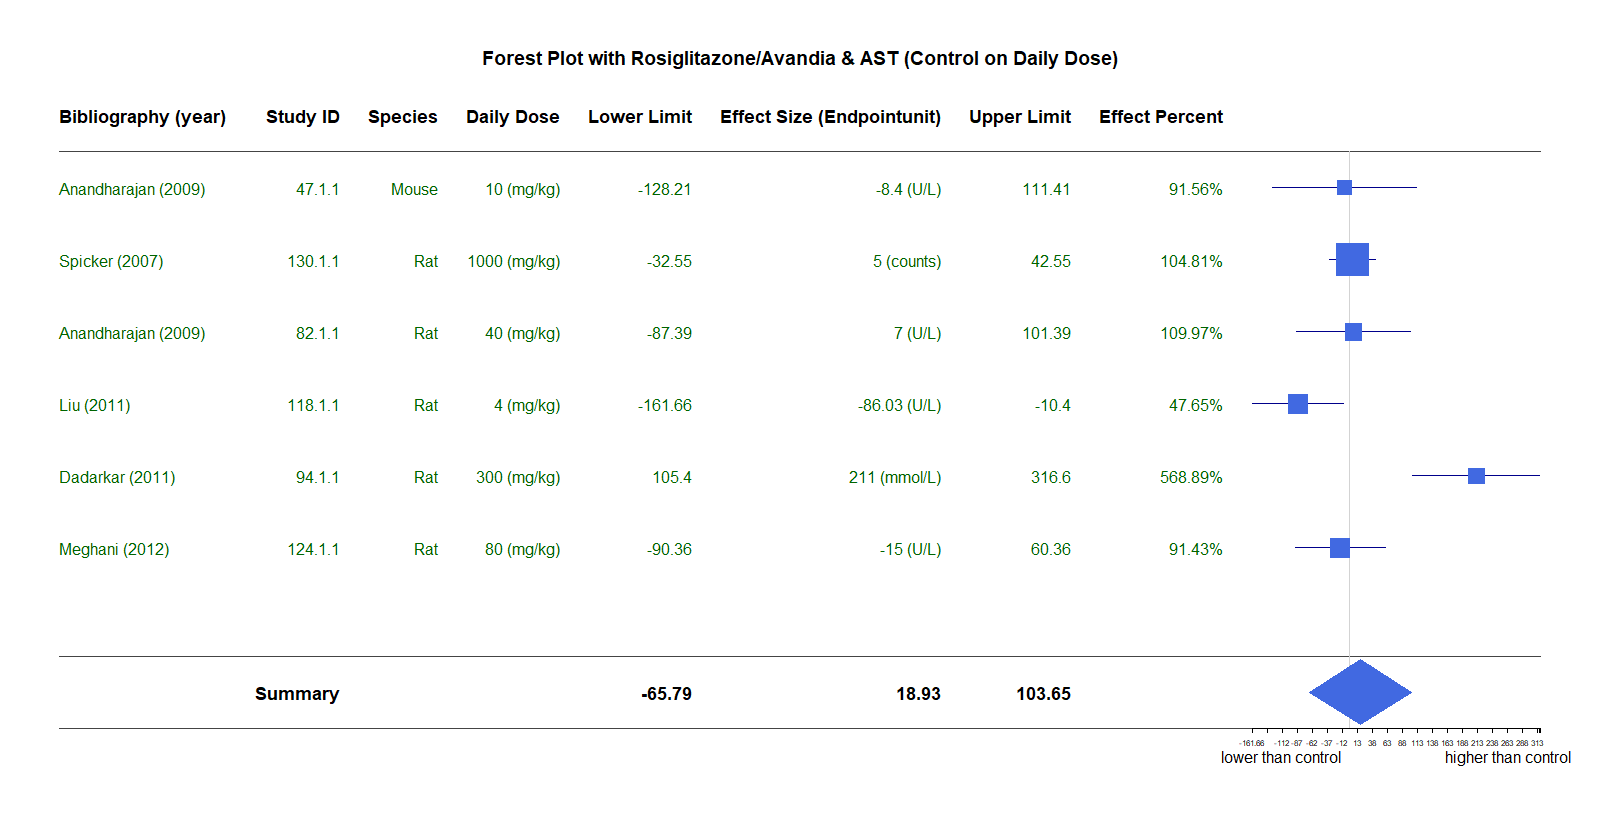 Forest Plot with Rosiglitazone/Avandia & AST (Control on Daily Dose)
Bibliography (year) Study ID Species Daily Dose Lower Limit Effect Size (Endpointunit) Upper Limit Effect Percent
Anandharajan (2009) 47.1.1 Mouse 10 (mg/kg) -128.21 -8.4 (U/L) 111.41 91.56%
Spicker (2007) 130.1.1 Rat 1000 (mg/kg) -32.55 5 (counts) 42.55 104.81%
Anandharajan (2009) 82.1.1 Rat 40 (mg/kg) -87.39 7 (U/L) 101.39 109.97%
Liu (2011) 118.1.1 Rat 4 (mg/kg) -161.66 -86.03 (U/L) -10.4 47.65%
Dadarkar (2011) 94.1.1 Rat 300 (mg/kg) 105.4 211 (mmol/L) 316.6 568.89%
Meghani (2012) 124.1.1 Rat 80 (mg/kg) -90.36 -15 (U/L) 60.36 91.43%
Summary -65.79 18.93 103.65
-161.66 -112 -87 -62 -37 -12 13 38 63 88 113 138 163 188 213 238 263 288 313
lower than control higher than control